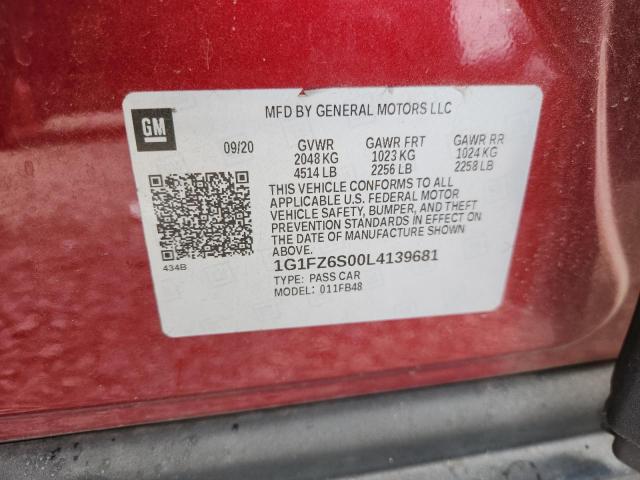 MFD BY GENERAL MOTORS LLC
GM
09/20 GVWR GAWR FRT GAWR RR
2048 KG 1023 KG 1024 KG
4514 LB 2256 LB 2258 LB
THIS VEHICLE CONFORMS TO ALL
APPLICABLE U.S. FEDERAL MOTOR
VEHICLE SAFETY, BUMPER, AND THEFT
PREVENTION STANDARDS IN EFFECT ON
THE DATE OF MANUFACTURE SHOWN
ABOVE.
434B
1G1FZ6S00L4139681
TYPE: PASS CAR
MODEL: 011FB48